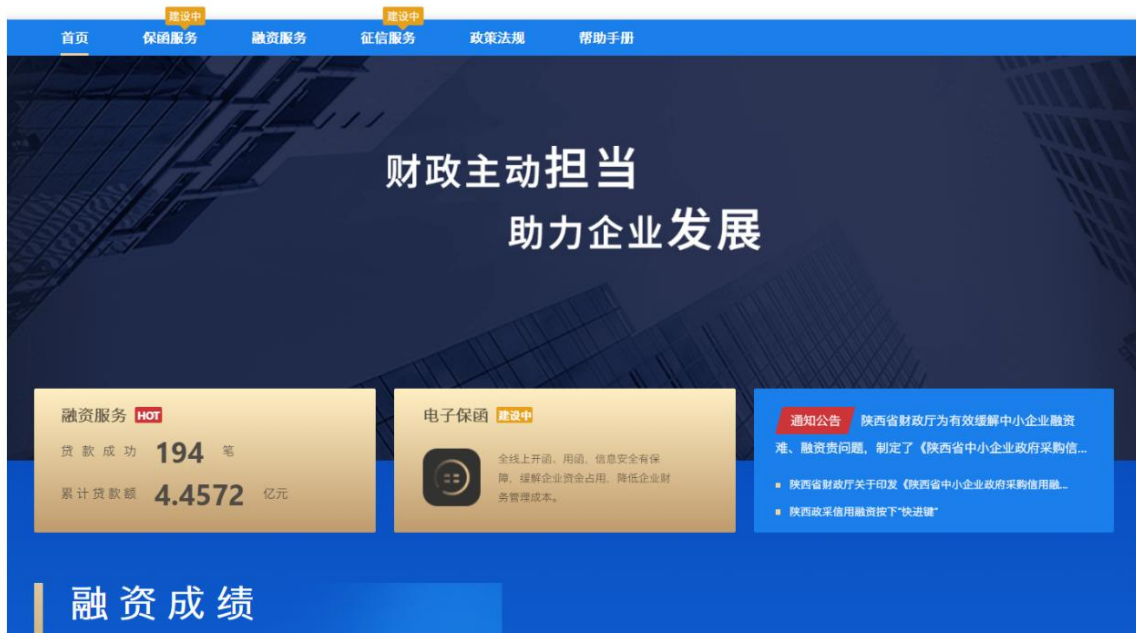 建设中 建设中
首页 保函服务 融资服务 征信服务 政策法规 帮助手册
财政主动担当
助力企业发展
融资服务 HOT
贷款成功 194 笔
累计贷款额 4.4572 亿元
电子保函 建设中
全线上开函、用函，信息安全有保
障，缓解企业资金占用，降低企业财
务管理成本。
通知公告 陕西省财政厅为有效缓解中小企业融资
难、融资贵问题，制定了《陕西省中小企业政府采购信...
陕西省财政厅关于印发《陕西省中小企业政府采购信用融...
陕西政采信用融资按下“快进键”
融资成绩